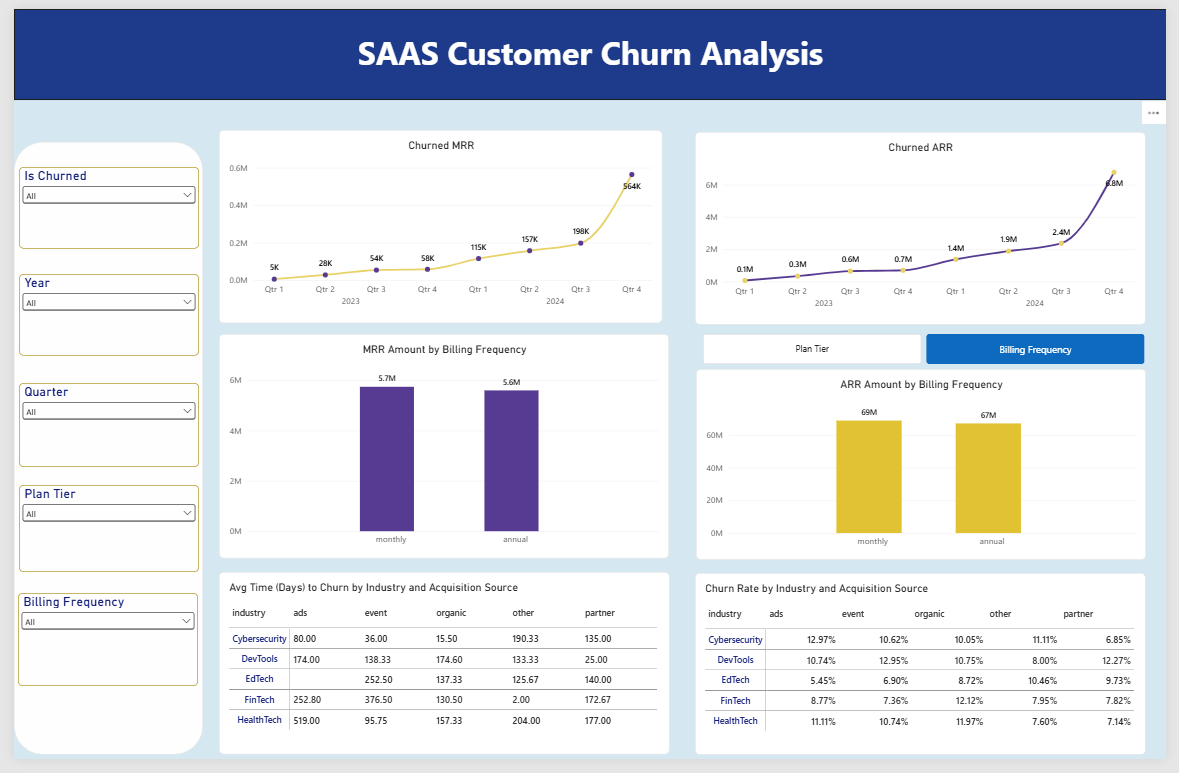 SAAS Customer Churn Analysis
Is Churned
All
Year
All
Quarter
All
Plan Tier
All
Billing Frequency
All
Churned MRR
0.6M
0.4M
0.2M
0.0M
5K 28K 54K 58K 115K 157K 198K 564K
Qtr 1 Qtr 2 Qtr 3 Qtr 4 Qtr 1 Qtr 2 Qtr 3 Qtr 4
2023 2024
Churned ARR
6M
4M
2M
0M
0.1M 0.3M 0.6M 0.7M 1.4M 1.9M 2.4M 6.8M
Qtr 1 Qtr 2 Qtr 3 Qtr 4 Qtr 1 Qtr 2 Qtr 3 Qtr 4
2023 2024
MRR Amount by Billing Frequency
6M
4M
2M
0M
5.7M 5.6M
monthly annual
Plan Tier Billing Frequency
ARR Amount by Billing Frequency
60M
40M
20M
0M
69M 67M
monthly annual
Avg Time (Days) to Churn by Industry and Acquisition Source
industry ads event organic other partner
Cybersecurity 80.00 36.00 15.50 190.33 135.00
DevTools 174.00 138.33 174.60 133.33 25.00
EdTech 252.50 137.33 125.67 140.00
FinTech 252.80 376.50 130.50 2.00 172.67
HealthTech 519.00 95.75 157.33 204.00 177.00
Churn Rate by Industry and Acquisition Source
industry ads event organic other partner
Cybersecurity 12.97% 10.62% 10.05% 11.11% 6.85%
DevTools 10.74% 12.95% 10.75% 8.00% 12.27%
EdTech 5.45% 6.90% 8.72% 10.46% 9.73%
FinTech 8.77% 7.36% 12.12% 7.95% 7.82%
HealthTech 11.11% 10.74% 11.97% 7.60% 7.14%